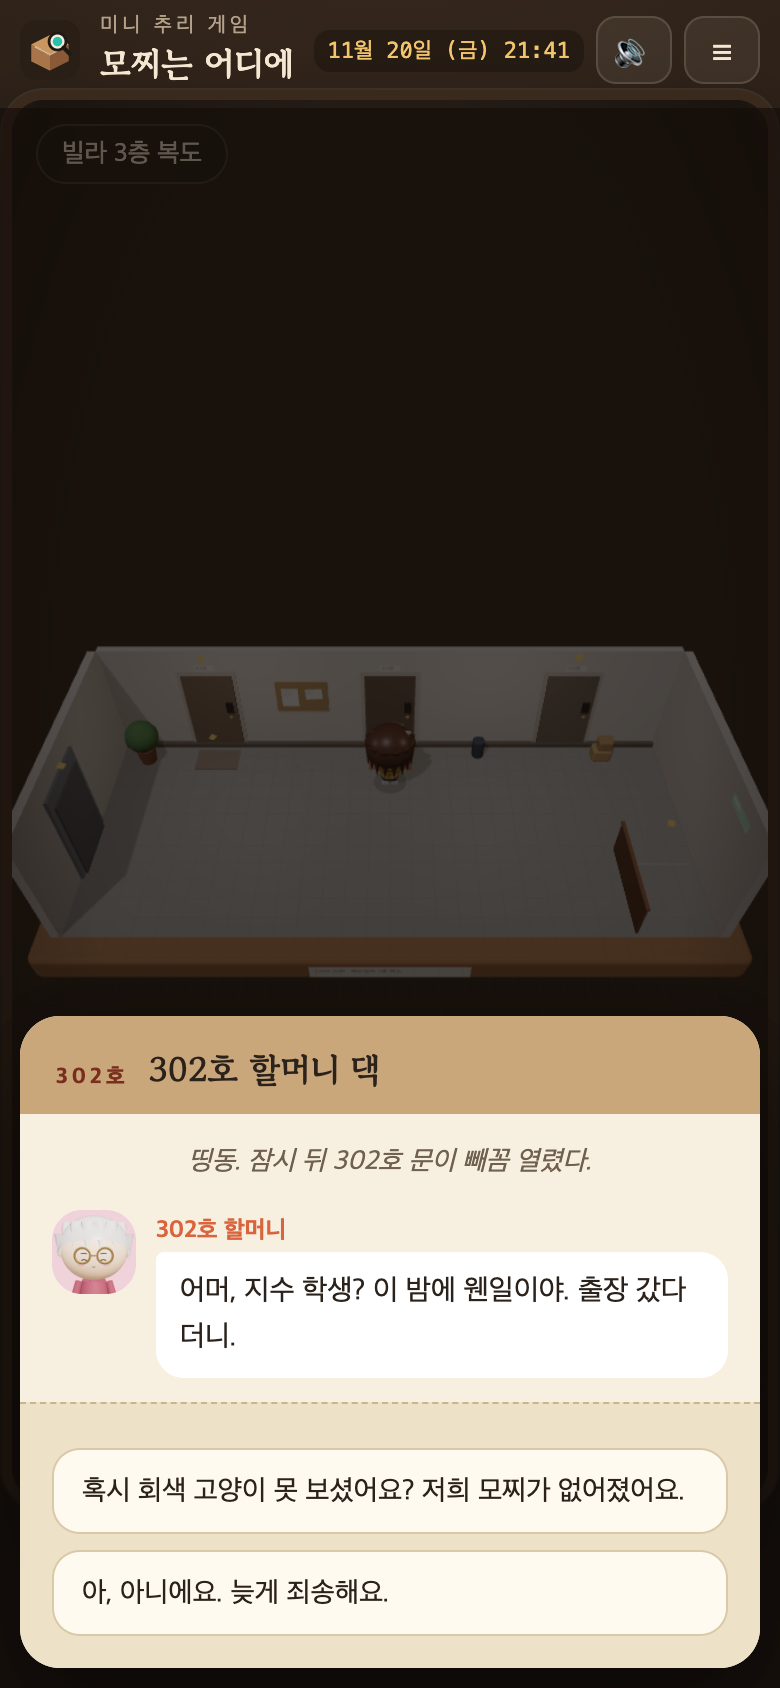 미니 추리 게임
모찌는 어디에
11월 20일 (금) 21:41
빌라 3층 복도
302호 302호 할머니 댁
띵동. 잠시 뒤 302호 문이 빼꼼 열렸다.
302호 할머니
어머, 지수 학생? 이 밤에 웬일이야. 출장 갔다
더니.
혹시 회색 고양이 못 보셨어요? 저희 모찌가 없어졌어요.
아, 아니에요. 늦게 죄송해요.